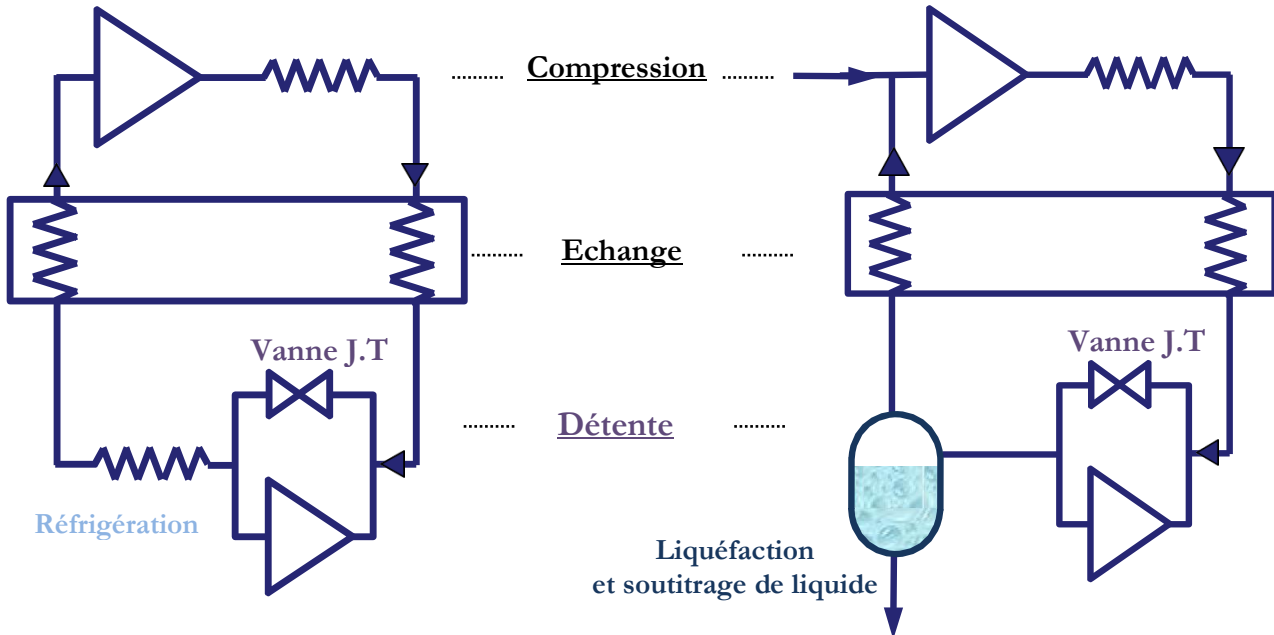 Compression
Echange
Vanne J.T
Vanne J.T
Détente
Réfrigération
Liquéfaction
et soutitrage de liquide